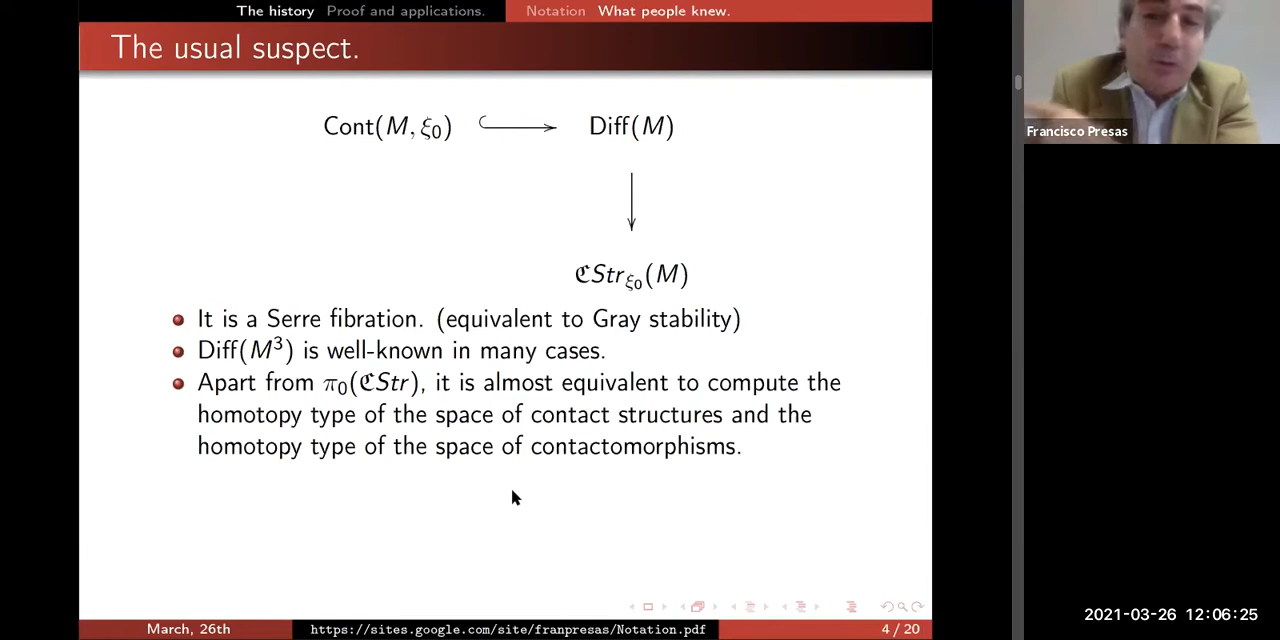 The history Proof and applications. Notation What people knew.
The usual suspect.
Cont(M, ξ₀) Diff(M)
ℭStr_ξ₀(M)
It is a Serre fibration. (equivalent to Gray stability)
Diff(M³) is well-known in many cases.
Apart from π₀(ℭStr), it is almost equivalent to compute the
homotopy type of the space of contact structures and the
homotopy type of the space of contactomorphisms.
March, 26th https://sites.google.com/site/franpresas/Notation.pdf 4 / 20
Francisco Presas
2021-03-26 12:06:25